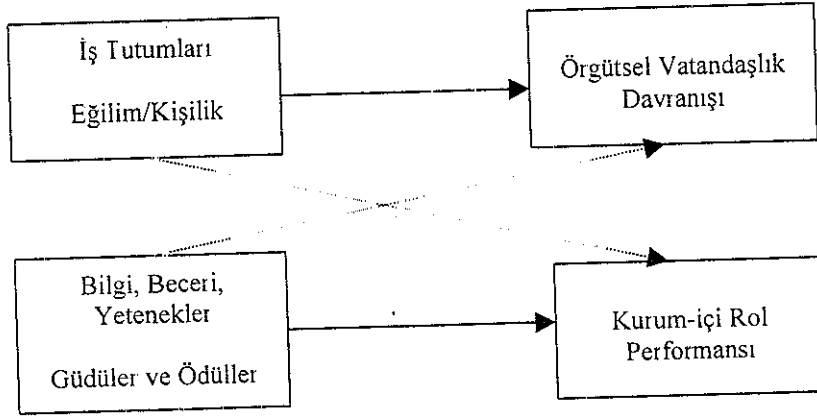 İş Tutumları
Eğilim/Kişilik
Örgütsel Vatandaşlık
Davranışı
Bilgi, Beceri,
Yetenekler
Güdüler ve Ödüller
Kurum-içi Rol
Performansı